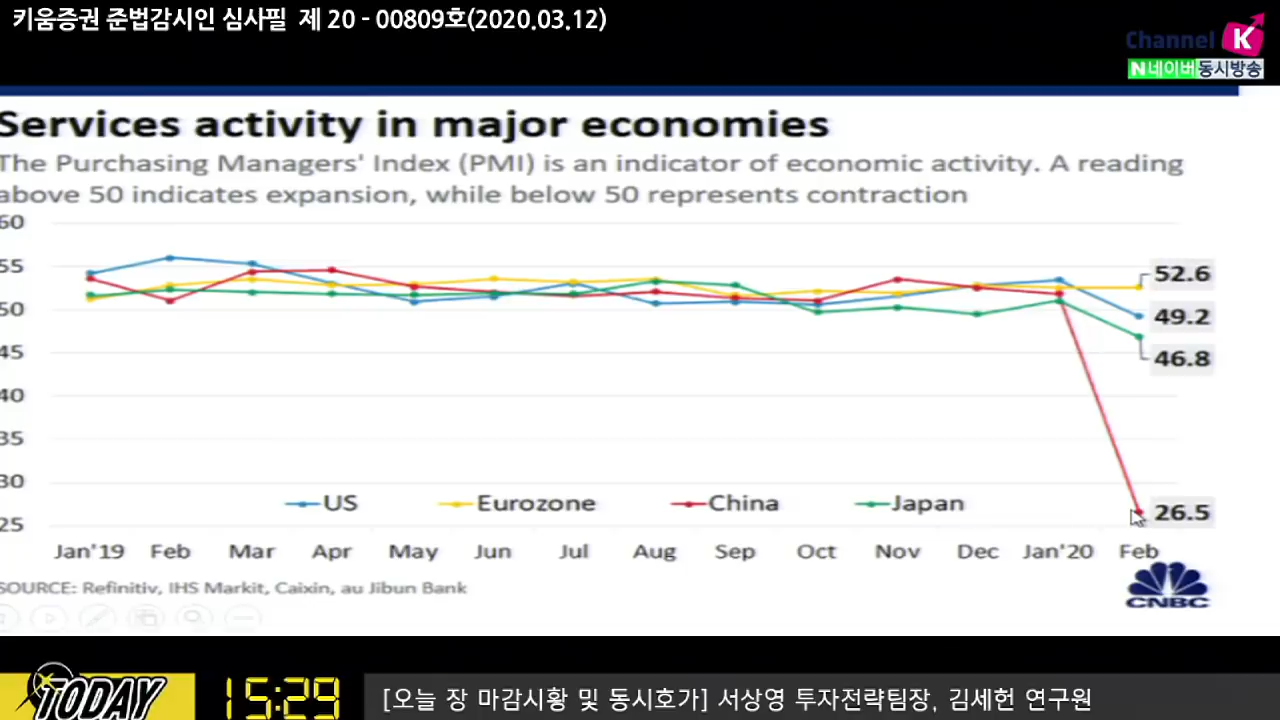 키움증권 준법감시인 심사필 제 20 - 00809호(2020.03.12)
Channel K
N네이버동시방송
Services activity in major economies
The Purchasing Managers' Index (PMI) is an indicator of economic activity. A reading
above 50 indicates expansion, while below 50 represents contraction
60
55
50
45
40
35
30
25
52.6
49.2
46.8
26.5
US Eurozone China Japan
Jan'19 Feb Mar Apr May Jun Jul Aug Sep Oct Nov Dec Jan'20 Feb
SOURCE: Refinitiv, IHS Markit, Caixin, au Jibun Bank
CNBC
TODAY
15:29
[오늘 장 마감시황 및 동시호가] 서상영 투자전략팀장, 김세헌 연구원